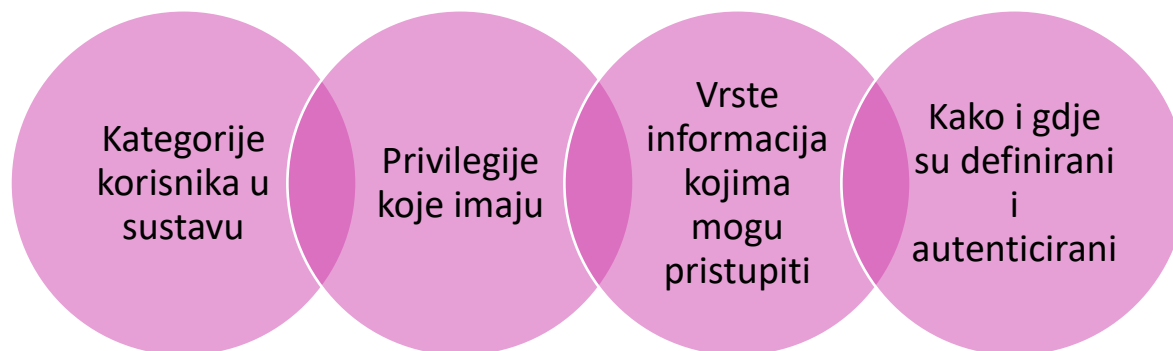 Kategorije
korisnika u
sustavu
Privilegije
koje imaju
Vrste
informacija
kojima
mogu
pristupiti
Kako i gdje
su definirani
i
autenticirani